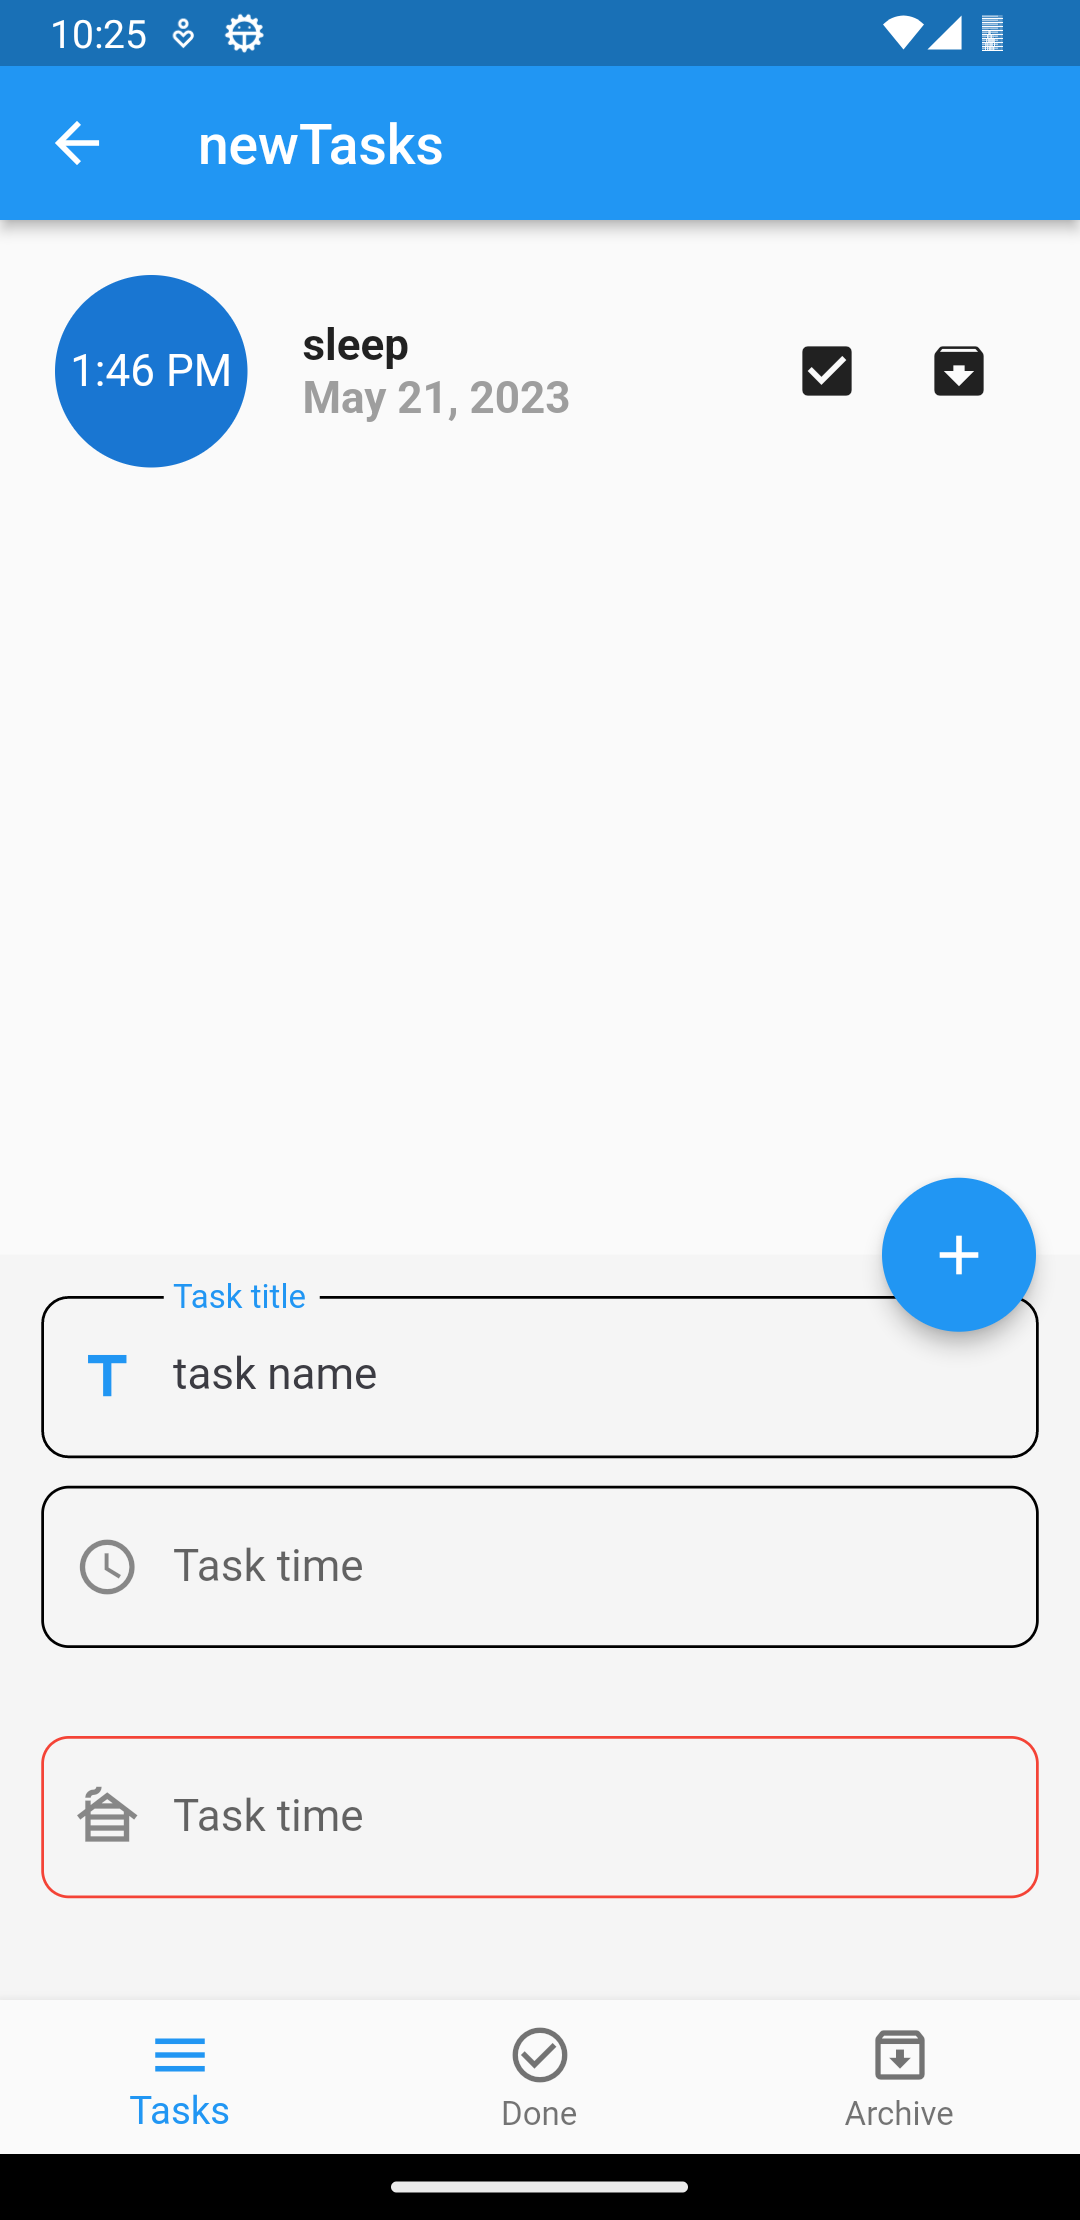 10:25
newTasks
1:46 PM
sleep
May 21, 2023
Task title
task name
Task time
Task time
Tasks
Done
Archive